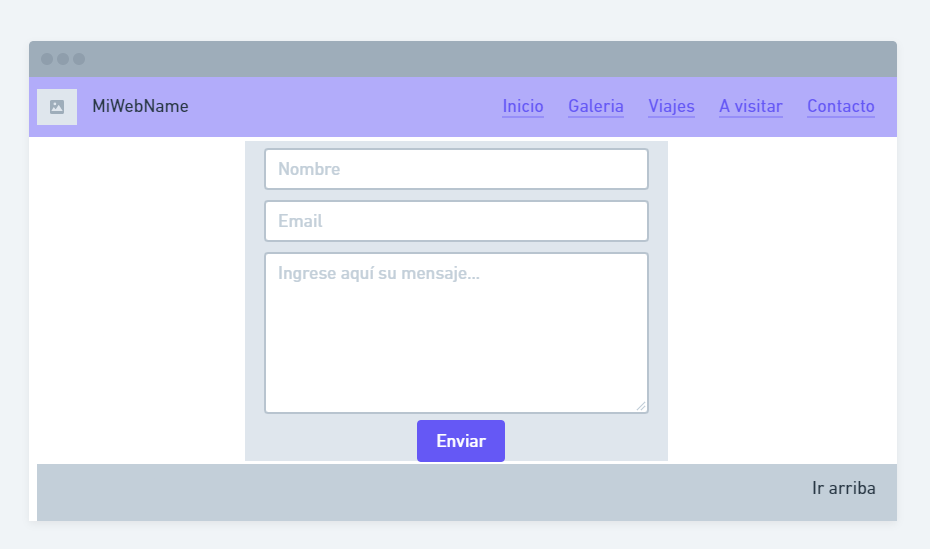 MiWebName Inicio Galeria Viajes A visitar Contacto
Nombre
Email
Ingrese aquí su mensaje...
Enviar
Ir arriba